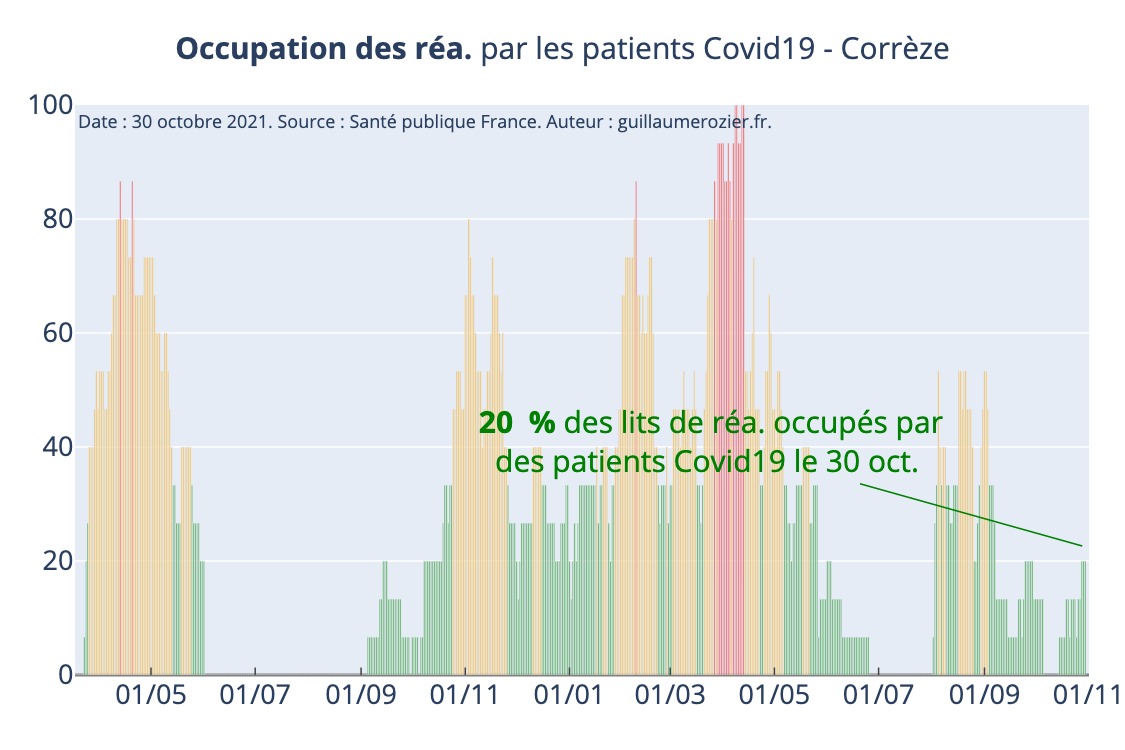 Occupation des réa. par les patients Covid19 - Corrèze
100
Date : 30 octobre 2021. Source : Santé publique France. Auteur : guillaumerozier.fr.
80
60
20 % des lits de réa. occupés par
40
des patients Covid19 le 30 oct.
20
0
01/05 01/07 01/09 01/11 01/01 01/03 01/05 01/07 01/09 01/11